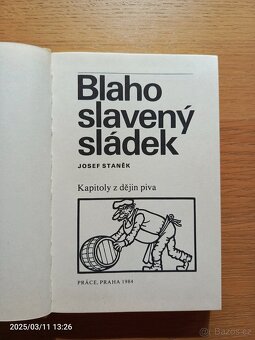 Blaho
slavený
sládek
JOSEF STANĚK
Kapitoly z dějin piva
PRÁCE, PRAHA 1984
2025/03/11 13:26
Bazos.cz